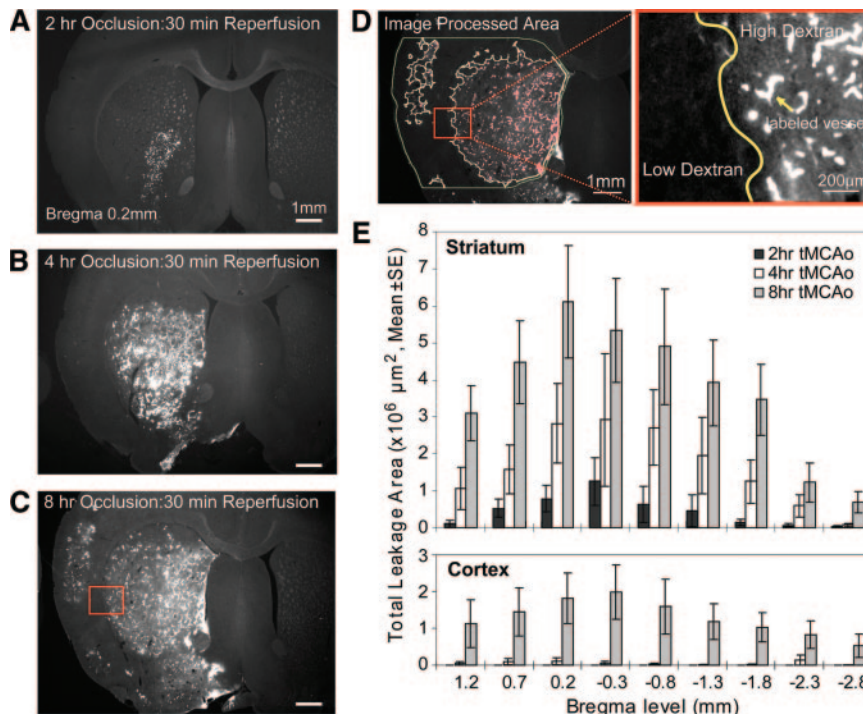 A
2 hr Occlusion:30 min Reperfusion
Bregma 0.2mm
1mm
B
4 hr Occlusion:30 min Reperfusion
C
8 hr Occlusion:30 min Reperfusion
D
Image Processed Area
1mm
High Dextran
labeled vesse
Low Dextran
200µm
E
Striatum
2hr tMCAo
4hr tMCAo
8hr tMCAo
Total Leakage Area (x10⁶ µm², Mean±SE)
8
7
6
5
4
3
2
1
0
Cortex
3
2
1
0
1.2 0.7 0.2 -0.3 -0.8 -1.3 -1.8 -2.3 -2.8
Bregma level (mm)